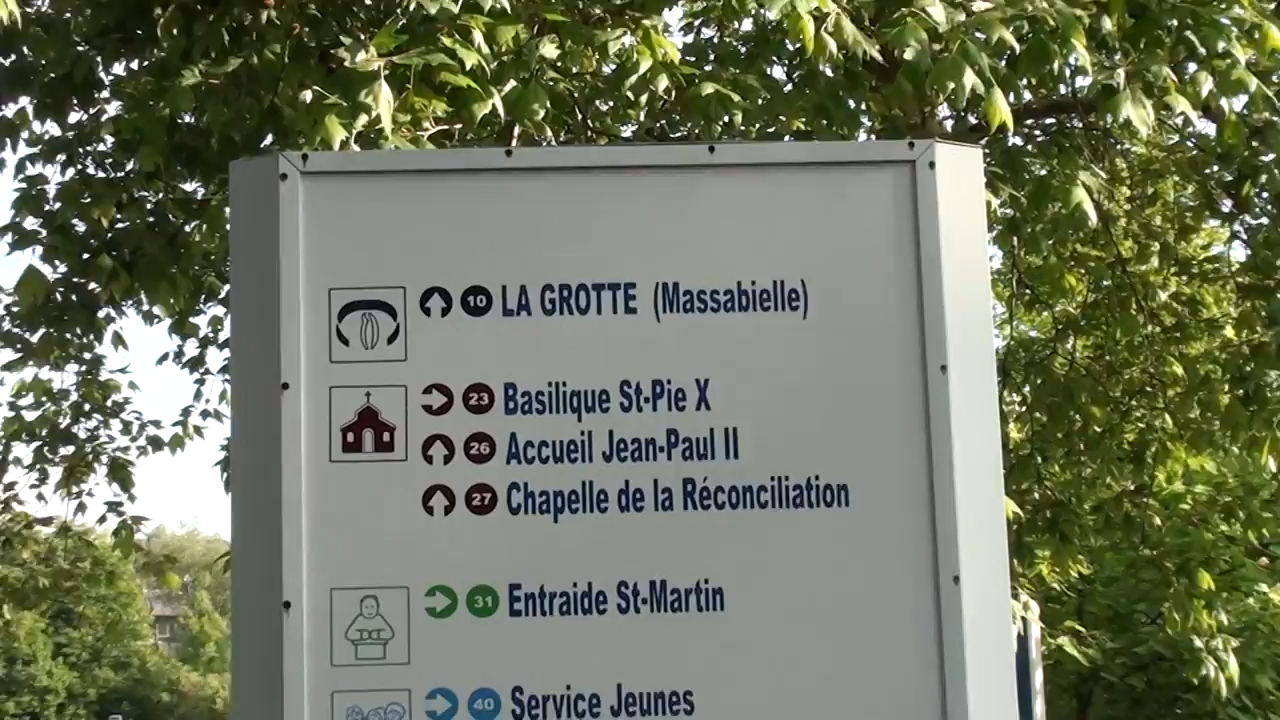 10 LA GROTTE (Massabielle)
23 Basilique St-Pie X
26 Accueil Jean-Paul II
27 Chapelle de la Réconciliation
31 Entraide St-Martin
40 Service Jeunes